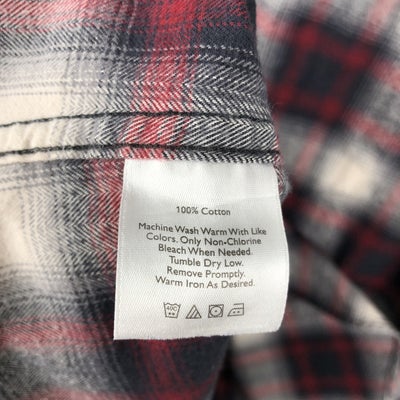 100% Cotton
Machine Wash Warm With Like
Colors. Only Non-Chlorine
Bleach When Needed.
Tumble Dry Low.
Remove Promptly.
Warm Iron As Desired.
40C